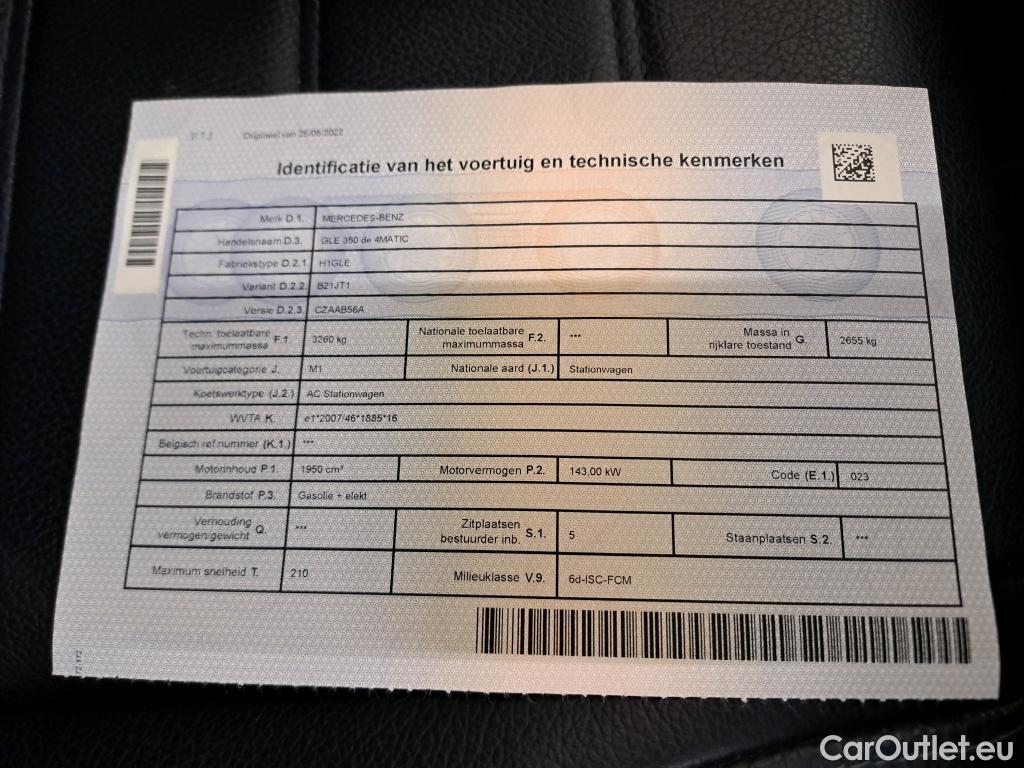 Origineel van 25/05/2022
Identificatie van het voertuig en technische kenmerken
Merk D.1. MERCEDES-BENZ
Handelsnaam D.3. GLE 350 de 4MATIC
Fabriekstype D.2.1. H1GLE
Variant D.2.2. B21JT1
Versie D.2.3. CZAAB56A
Techn. toelaatbare maximummassa F.1. 3260 kg Nationale toelaatbare maximummassa F.2. *** Massa in rijklare toestand G. 2655 kg
Voertuigcategorie J. M1 Nationale aard (J.1.) Stationwagen
Koetswerktype (J.2.) AC Stationwagen
WVTA K. e1*2007/46*1885*16
Belgisch ref.nummer (K.1.) ***
Motorinhoud P.1. 1950 cm³ Motorvermogen P.2. 143,00 kW Code (E.1.) 023
Brandstof P.3. Gasolie + elekt
Verhouding vermogen/gewicht Q. *** Zitplaatsen bestuurder inb. S.1. 5 Staanplaatsen S.2. ***
Maximum snelheid T. 210 Milieuklasse V.9. 6d-ISC-FCM
CarOutlet.eu